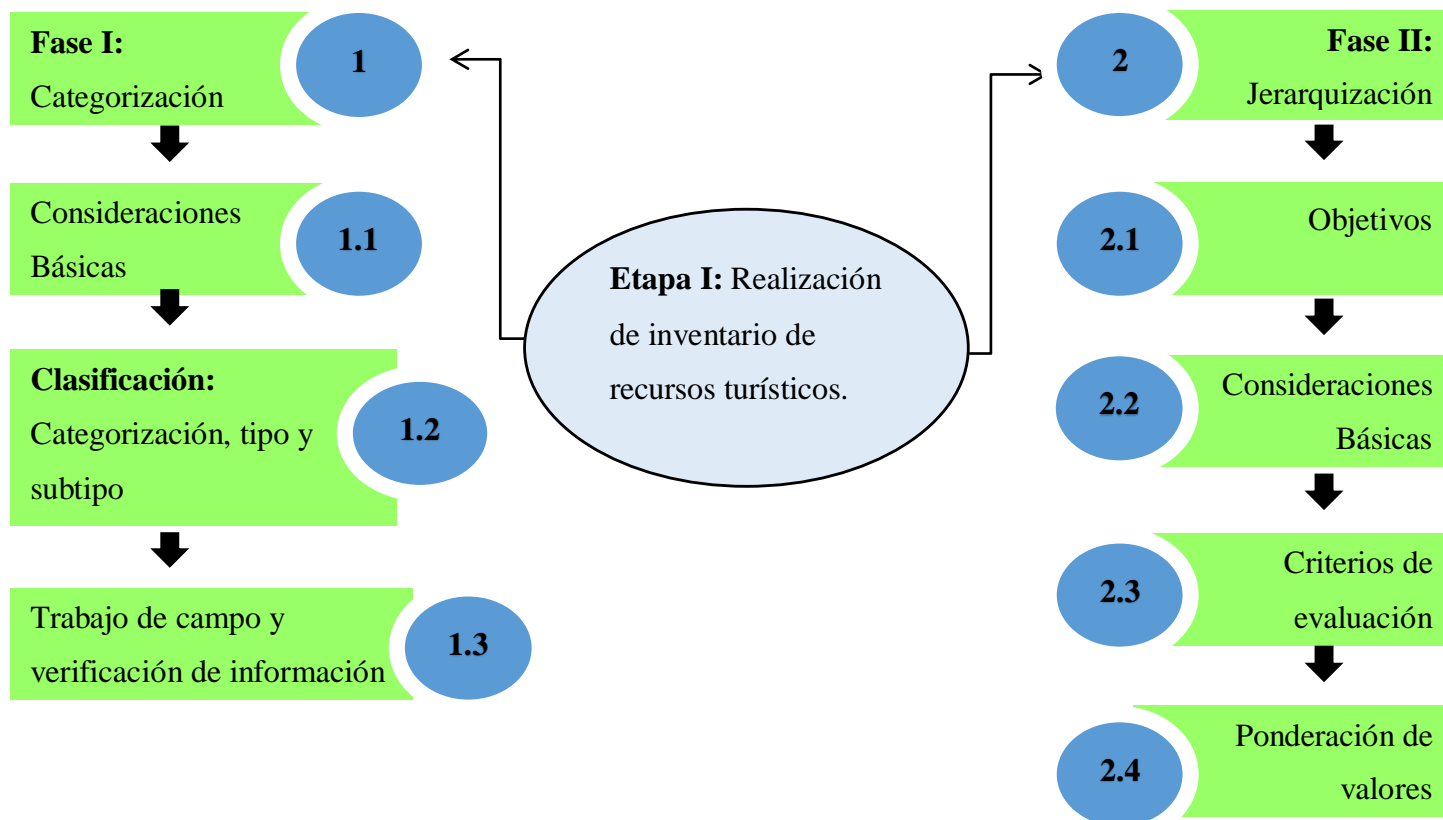 Fase I:
Categorización
1
Consideraciones
Básicas
1.1
Clasificación:
Categorización, tipo y
subtipo
1.2
Trabajo de campo y
verificación de información
1.3
Etapa I: Realización
de inventario de
recursos turísticos.
2
Fase II:
Jerarquización
2.1
Objetivos
2.2
Consideraciones
Básicas
2.3
Criterios de
evaluación
2.4
Ponderación de
valores